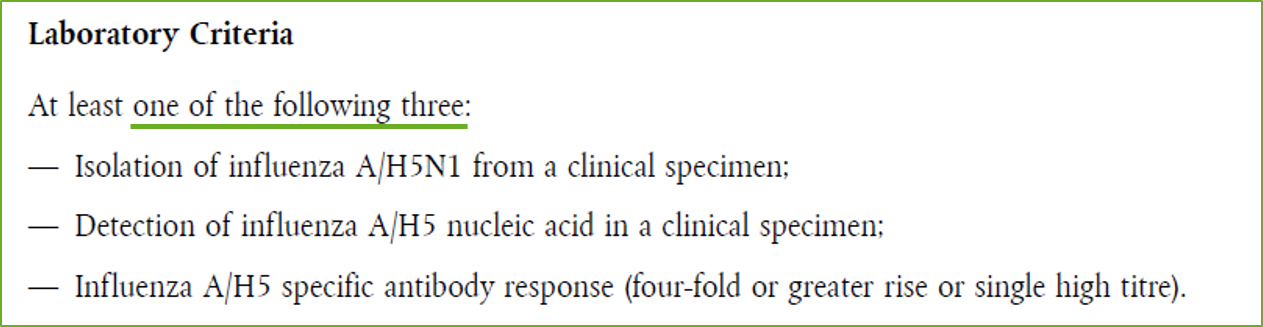 Laboratory Criteria
At least one of the following three:
— Isolation of influenza A/H5N1 from a clinical specimen;
— Detection of influenza A/H5 nucleic acid in a clinical specimen;
— Influenza A/H5 specific antibody response (four-fold or greater rise or single high titre).